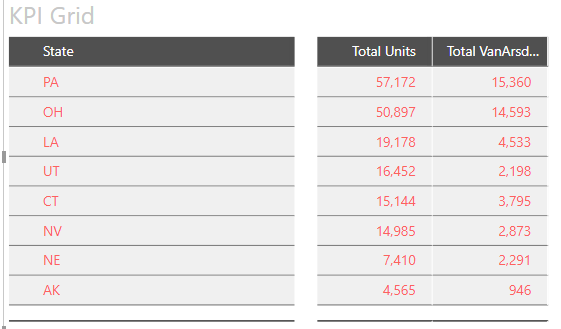 KPI Grid
State Total Units Total VanArsd...
PA 57,172 15,360
OH 50,897 14,593
LA 19,178 4,533
UT 16,452 2,198
CT 15,144 3,795
NV 14,985 2,873
NE 7,410 2,291
AK 4,565 946